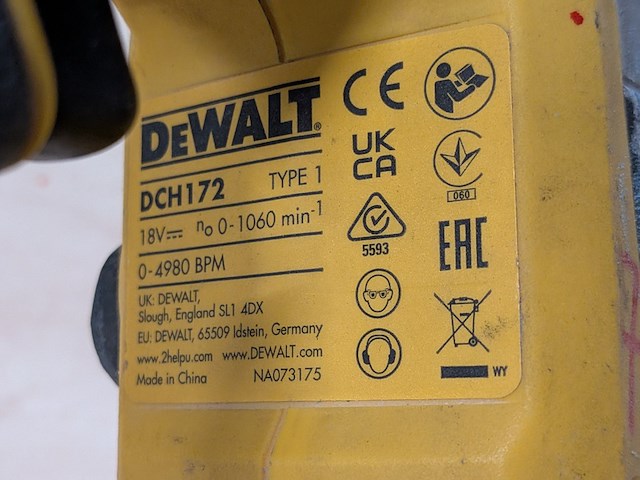 DEWALT®
DCH172 TYPE 1
18V⎓ no 0-1060 min-1
0-4980 BPM
UK: DEWALT,
Slough, England SL1 4DX
EU: DEWALT, 65509 Idstein, Germany
www.2helpu.com www.DEWALT.com
Made in China NA073175
CE
UK
CA
5593
060
EAC
WY